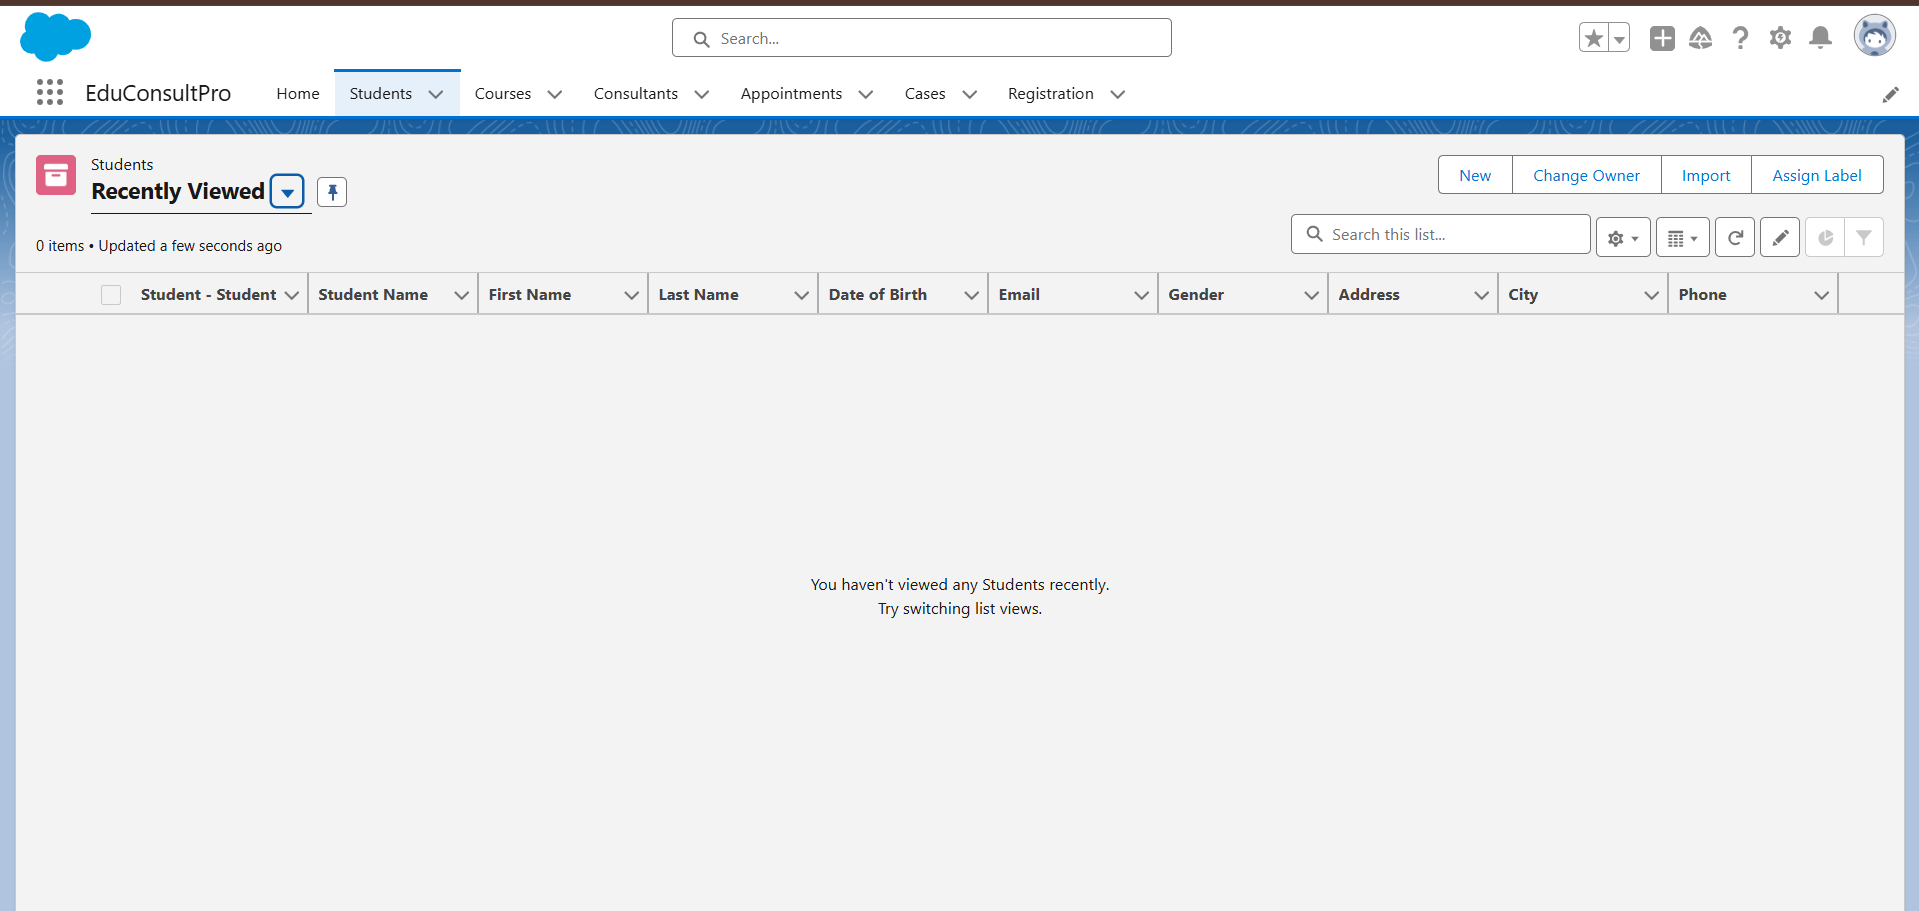 Search...
EduConsultPro
Home
Students
Courses
Consultants
Appointments
Cases
Registration
Students
Recently Viewed
New
Change Owner
Import
Assign Label
0 items • Updated a few seconds ago
Search this list...
Student - Student
Student Name
First Name
Last Name
Date of Birth
Email
Gender
Address
City
Phone
You haven't viewed any Students recently.
Try switching list views.